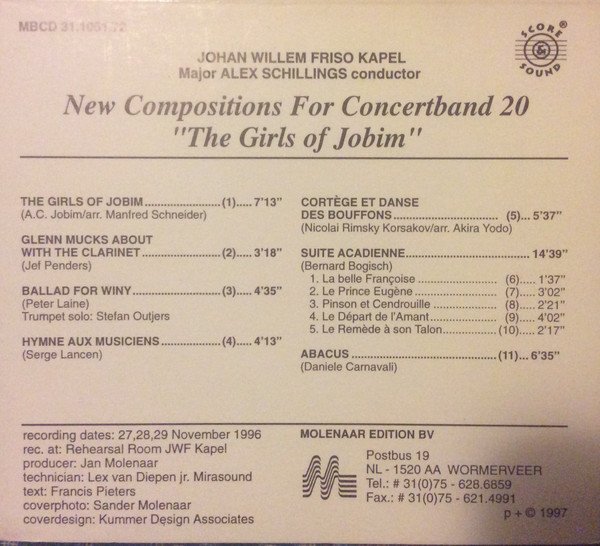 MBCD 31.1051.72
SCORE & SOUND ®
JOHAN WILLEM FRISO KAPEL
Major ALEX SCHILLINGS conductor
New Compositions For Concertband 20
"The Girls of Jobim"
THE GIRLS OF JOBIM........................(1)..... 7'13"
(A.C. Jobim/arr. Manfred Schneider)
GLENN MUCKS ABOUT
WITH THE CLARINET........................(2)..... 3'18"
(Jef Penders)
BALLAD FOR WINY...........................(3).... 4'35"
(Peter Laine)
Trumpet solo: Stefan Outjers
HYMNE AUX MUSICIENS..................(4).... 4'13"
(Serge Lancen)
CORTÈGE ET DANSE
DES BOUFFONS................................(5)... 5'37"
(Nicolai Rimsky Korsakov/arr. Akira Yodo)
SUITE ACADIENNE.............................. 14'39"
(Bernard Bogisch)
1. La belle Françoise......................(6).... 1'37"
2. Le Prince Eugène......................(7).... 3'02"
3. Pinson et Cendrouille.................(8).... 2'21"
4. Le Départ de l'Amant.................(9).... 4'02"
5. Le Remède à son Talon............(10).... 2'17"
ABACUS..........................................(11)... 6'35"
(Daniele Carnavali)
recording dates: 27,28,29 November 1996
rec. at: Rehearsal Room JWF Kapel
producer: Jan Molenaar
technician: Lex van Diepen jr. Mirasound
text: Francis Pieters
coverphoto: Sander Molenaar
coverdesign: Kummer Design Associates
MOLENAAR EDITION BV
Postbus 19
NL - 1520 AA WORMERVEER
Tel.: # 31(0)75 - 628.6859
Fax.: # 31(0)75 - 621.4991
p + © 1997